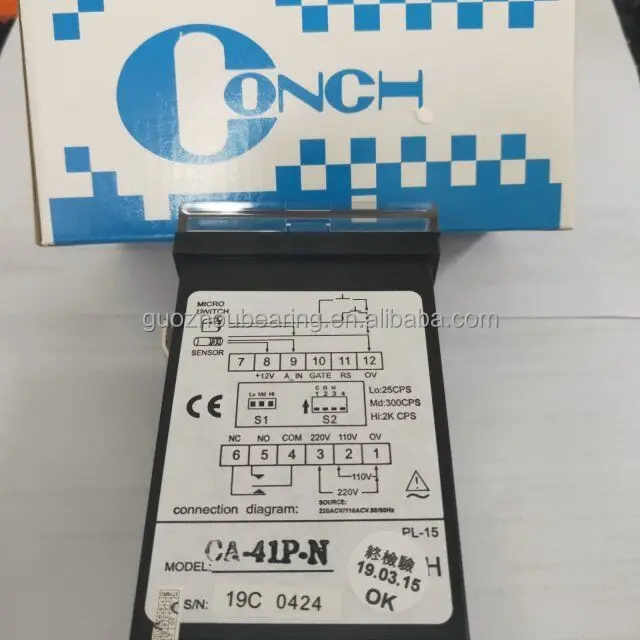 CONCH
MICRO
SWITCH
guozhoubearing.en.alibaba.com
SENSOR
7 8 9 10 11 12
+12V A_IN GATE RS OV
Lo Md Hi
C R N
1 2 3 4
S1 S2
Lo:25CPS
Md:300CPS
Hi:2K CPS
CE
NC NO COM 220V 110V OV
6 5 4 3 2 1
110V
220V
SOURCE:
220ACV/110ACV.50/60Hz
connection diagram:
PL-15
MODEL: CA-41P-N
H
終檢驗
19.03.15
OK
S/N: 19C 0424